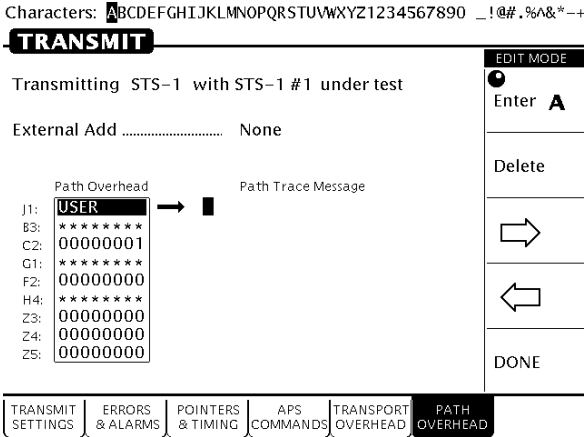 Characters: ABCDEFGHIJKLMNOPQRSTUVWXYZ1234567890 _!@#.%^&*-+
TRANSMIT
EDIT MODE
Transmitting STS-1 with STS-1 #1 under test
Enter A
External Add ............................ None
Delete
Path Overhead Path Trace Message
J1: USER
B3: ********
C2: 00000001
G1: ********
F2: 00000000
H4: ********
Z3: 00000000
Z4: 00000000
Z5: 00000000
DONE
TRANSMIT SETTINGS
ERRORS & ALARMS
POINTERS & TIMING
APS COMMANDS
TRANSPORT OVERHEAD
PATH OVERHEAD